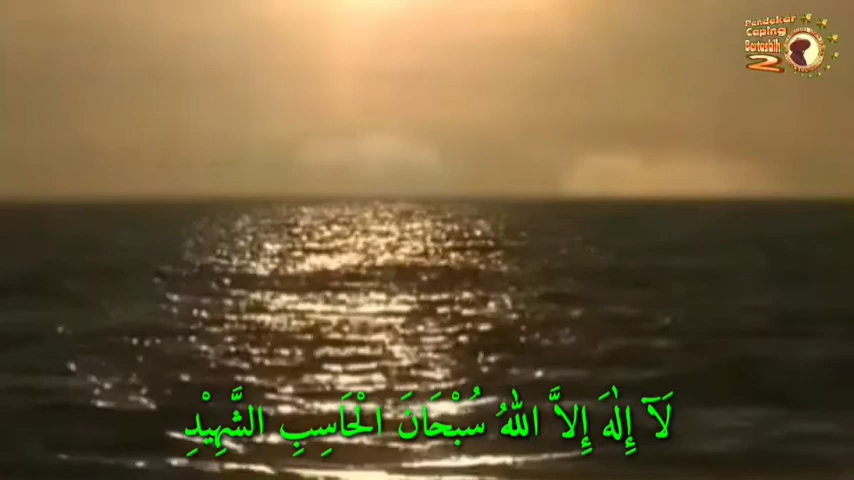 Pendekar
Caping
Bertasbih
2
لَآ إِلٰهَ إِلاَّ اللهُ سُبْحَانَ الْحَاسِبِ الشَّهِيْدِ